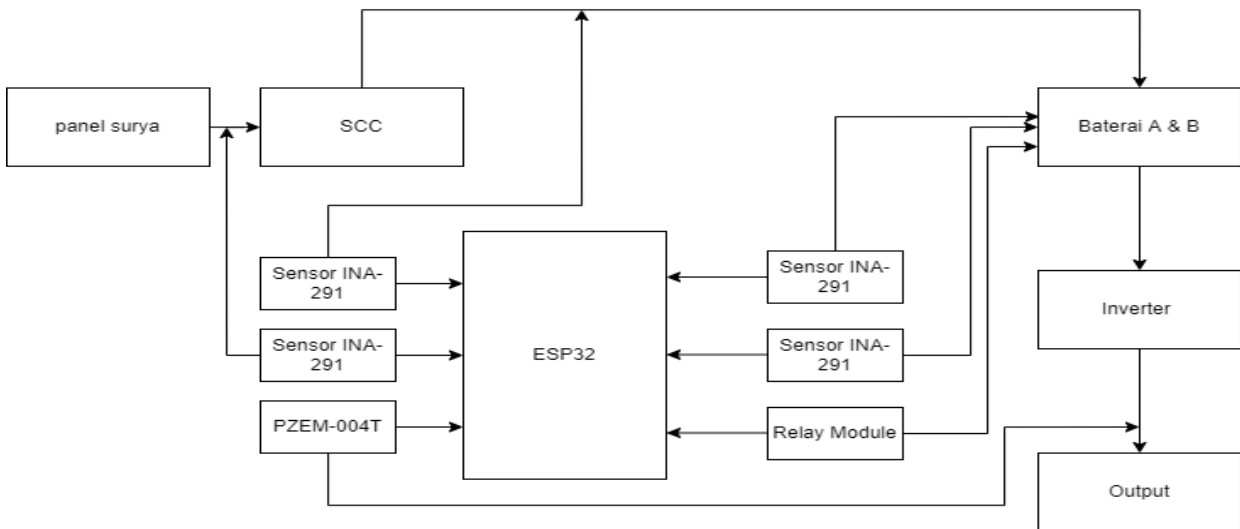 panel surya
SCC
Baterai A & B
Sensor INA-
291
Sensor INA-
291
Sensor INA-
291
Sensor INA-
291
ESP32
Inverter
PZEM-004T
Relay Module
Output